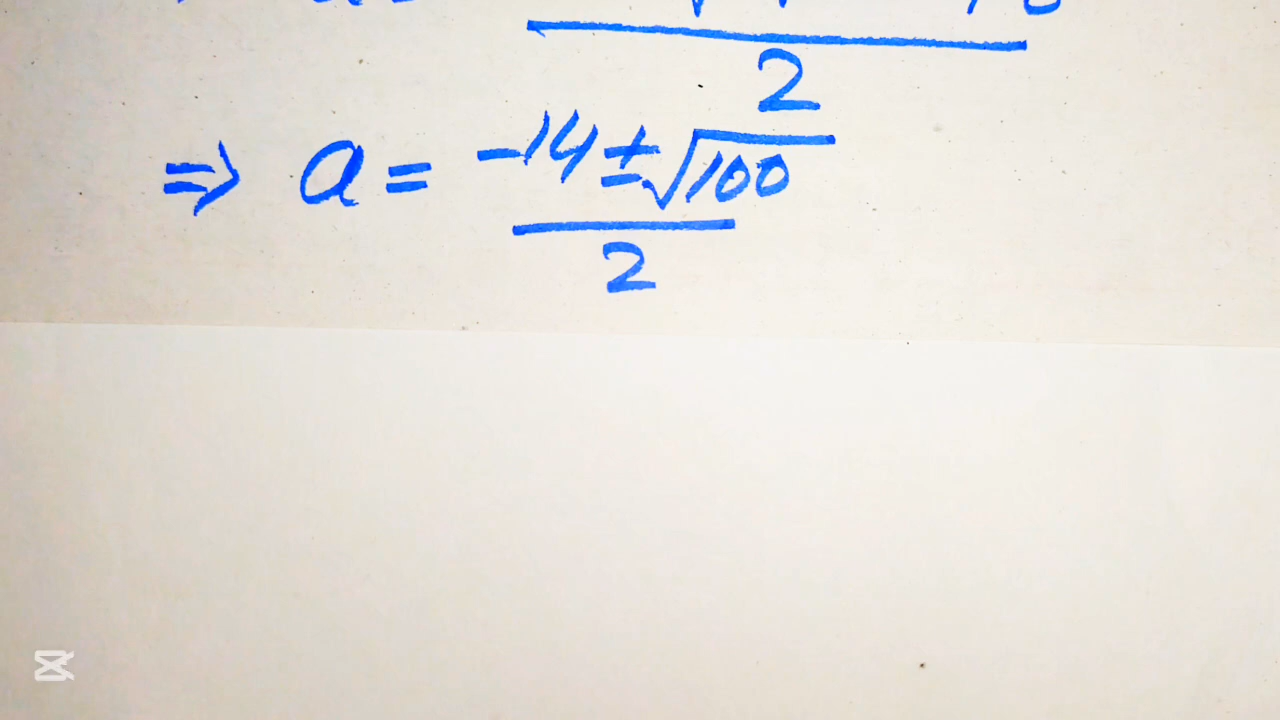 2
⇒ a = -14 ± √100
2